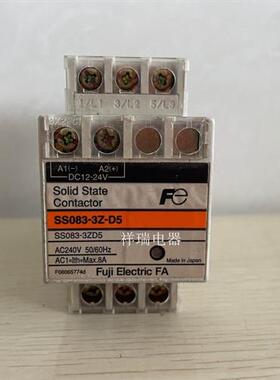 1/L1 3/L2 5/L3
A1(-) A2(+)
DC12-24V
Solid State
Contactor
Fe
SS083-3Z-D5
SS083-3ZD5
AC240V 50/60Hz
祥瑞电器
AC1=Ith=Max.8A
Made in Japan
F06065774d
Fuji Electric FA